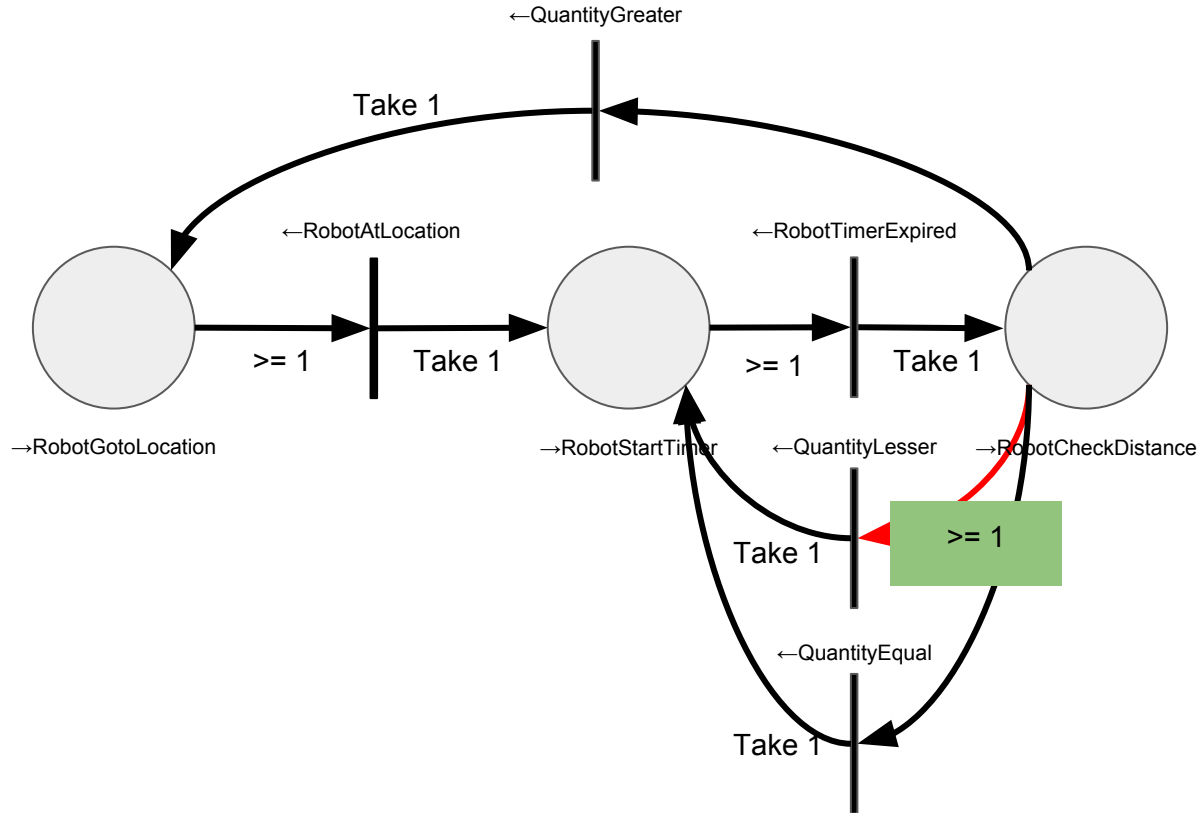 ←QuantityGreater
Take 1
←RobotAtLocation
←RobotTimerExpired
>= 1
Take 1
>= 1
Take 1
→RobotGotoLocation
→RobotStartTimer
←QuantityLesser
→RobotCheckDistance
>= 1
Take 1
←QuantityEqual
Take 1